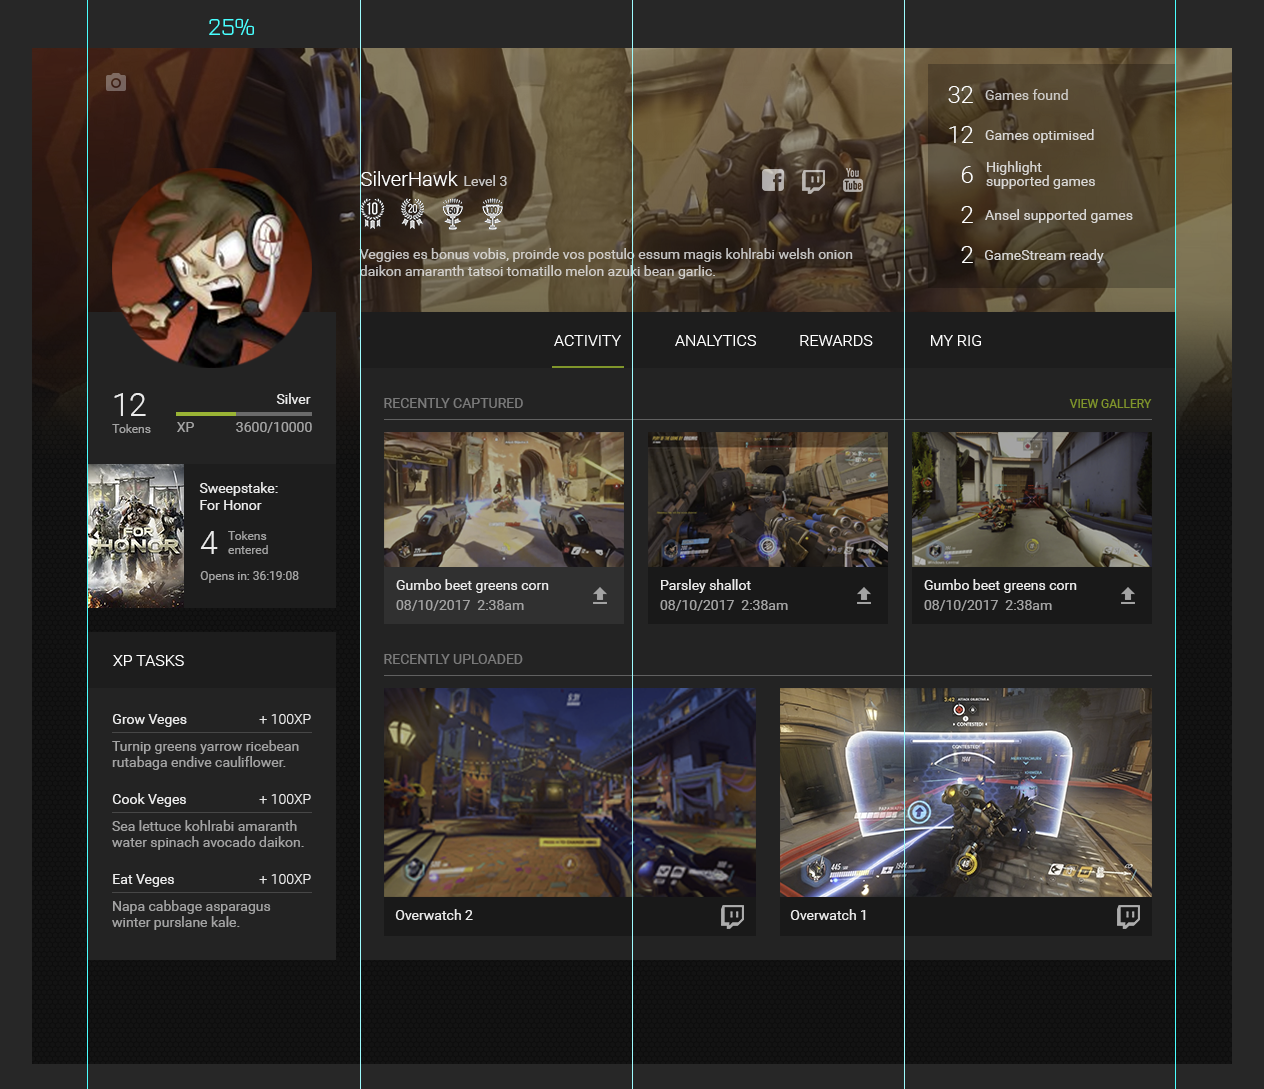 25%
32 Games found
12 Games optimised
6 Highlight
supported games
2 Ansel supported games
2 GameStream ready
SilverHawk Level 3
You
Tube
10
20
50
100
Veggies es bonus vobis, proinde vos postulo essum magis kohlrabi welsh onion
daikon amaranth tatsoi tomatillo melon azuki bean garlic.
12
Tokens
Silver
XP 3600/10000
FOR
HONOR
Sweepstake:
For Honor
4 Tokens
entered
Opens in: 36:19:08
XP TASKS
Grow Veges + 100XP
Turnip greens yarrow ricebean
rutabaga endive cauliflower.
Cook Veges + 100XP
Sea lettuce kohlrabi amaranth
water spinach avocado daikon.
Eat Veges + 100XP
Napa cabbage asparagus
winter purslane kale.
ACTIVITY ANALYTICS REWARDS MY RIG
RECENTLY CAPTURED VIEW GALLERY
Gumbo beet greens corn
08/10/2017 2:38am
Parsley shallot
08/10/2017 2:38am
Gumbo beet greens corn
08/10/2017 2:38am
RECENTLY UPLOADED
Overwatch 2
CONTESTED!
CONTESTED!
Overwatch 1